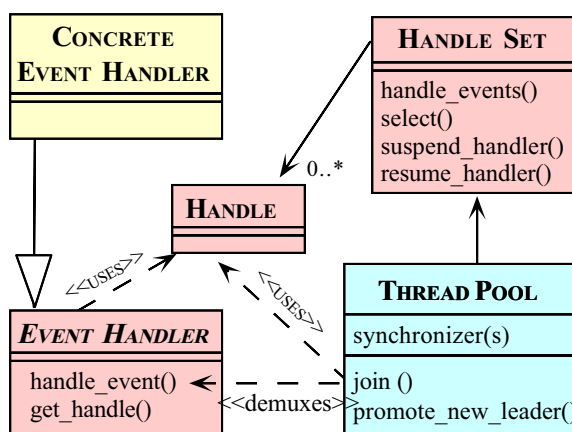 CONCRETE
EVENT HANDLER
HANDLE SET
handle_events()
select()
suspend_handler()
resume_handler()
0..*
HANDLE
<<USES>>
<<USES>>
EVENT HANDLER
handle_event()
get_handle()
<<demuxes>>
THREAD POOL
synchronizer(s)
join ()
promote_new_leader()